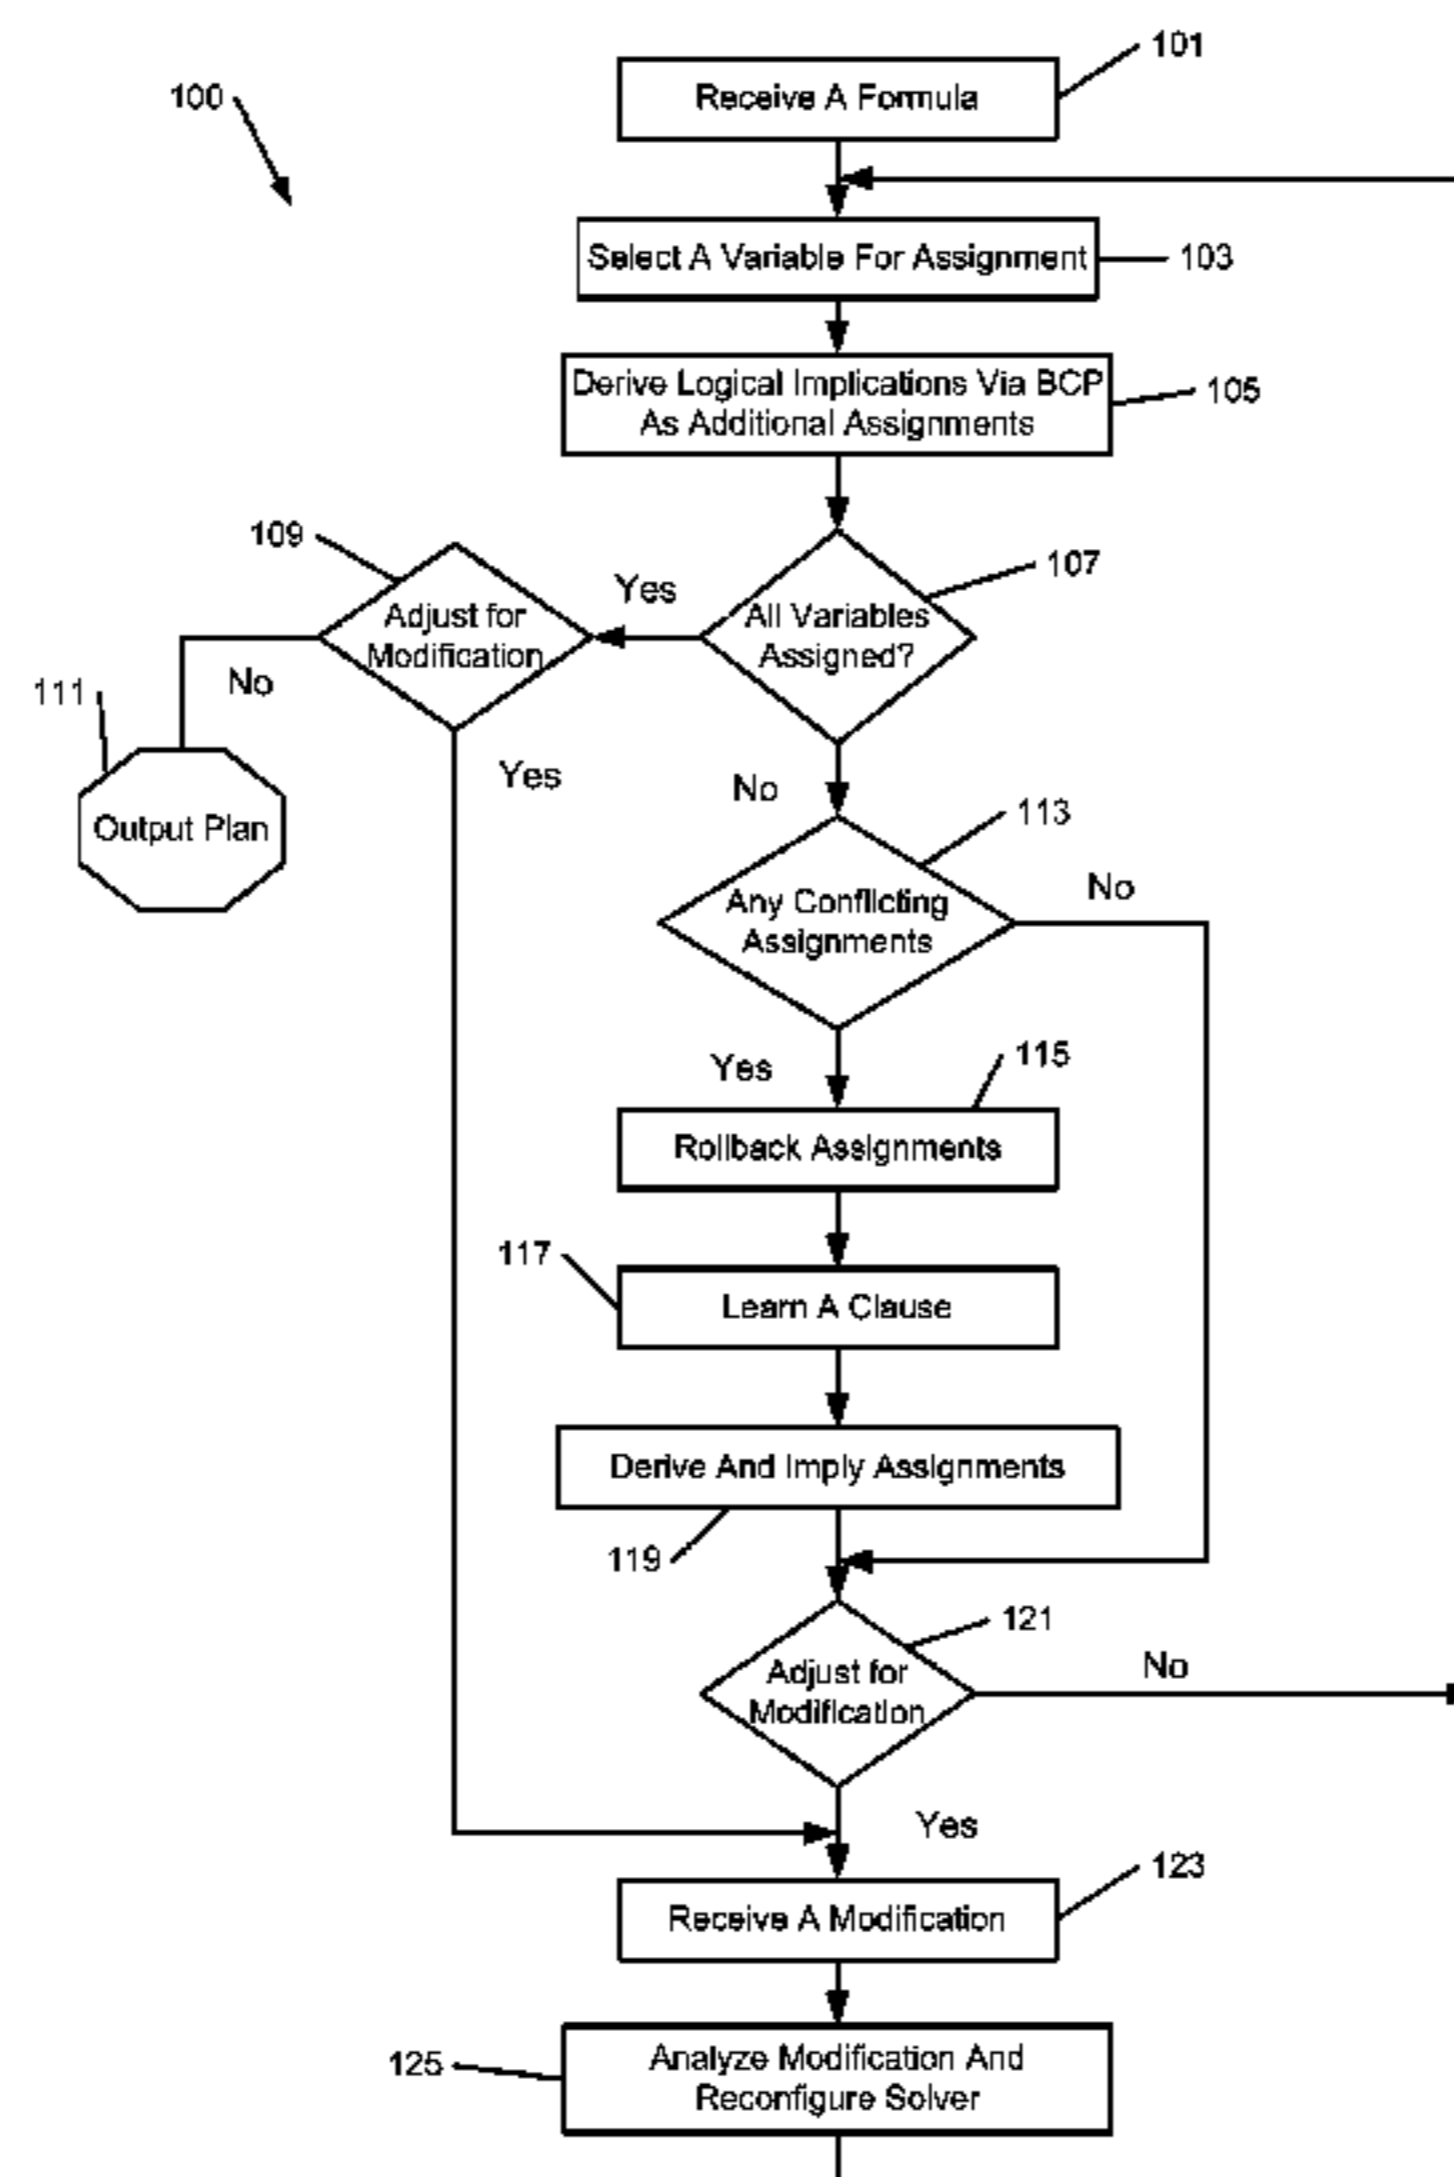 101
Receive A Formula
100
Select A Variable For Assignment
103
Derive Logical Implications Via BCP
As Additional Assignments
105
109
107
Yes
Adjust for
Modification
All Variables
Assigned?
No
111
Yes
No
113
Output Plan
No
Any Conflicting
Assignments
115
Yes
Rollback Assignments
117
Learn A Clause
Derive And Imply Assignments
119
121
No
Adjust for
Modification
Yes
123
Receive A Modification
125
Analyze Modification And
Reconfigure Solver